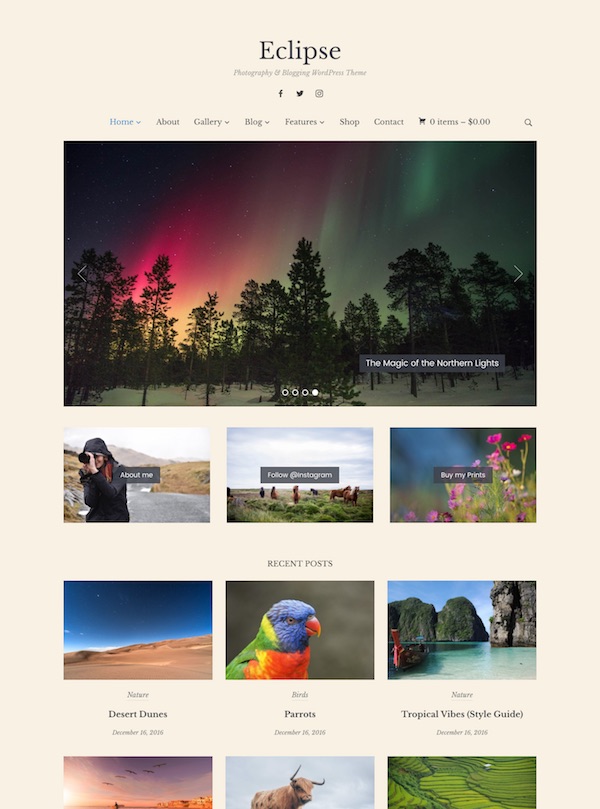 Eclipse
Photography & Blogging WordPress Theme
Home About Gallery Blog Features Shop Contact 0 items – $0.00
The Magic of the Northern Lights
About me Follow @Instagram Buy my Prints
RECENT POSTS
Nature Birds Nature
Desert Dunes Parrots Tropical Vibes (Style Guide)
December 16, 2016 December 16, 2016 December 16, 2016